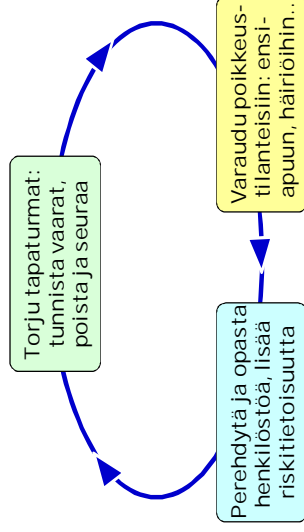 Torju tapaturmat:
tunnista vaarat,
poista ja seuraa
Varaudu poikkeus-
tilanteisiin: ensi-
apuun, häiriöihin..
Perehdytä ja opasta
henkilöstöä, lisää
riskitietoisuutta